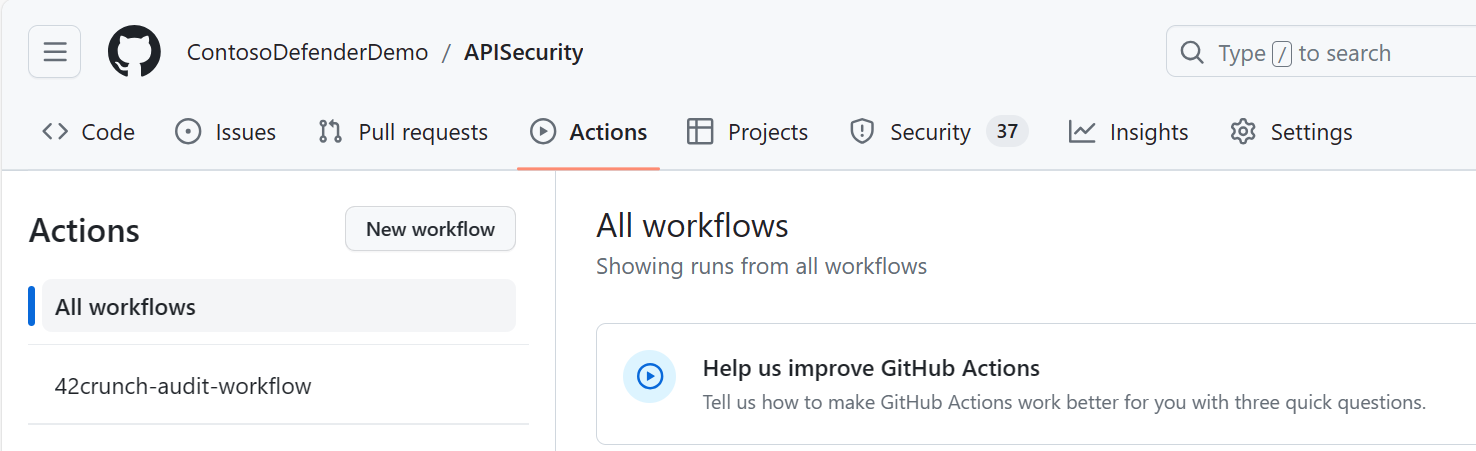 ContosoDefenderDemo / APISecurity
Type / to search
Code Issues Pull requests Actions Projects Security 37 Insights Settings
Actions
New workflow
All workflows
42crunch-audit-workflow
All workflows
Showing runs from all workflows
Help us improve GitHub Actions
Tell us how to make GitHub Actions work better for you with three quick questions.